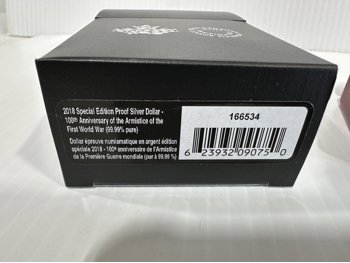 2018 Special Edition Proof Silver Dollar -
100th Anniversary of the Armistice of the
First World War (99.99% pure)
Dollar épreuve numismatique en argent édition
spéciale 2018 - 100e anniversaire de l'Armistice
de la Première Guerre mondiale (pur à 99,99 %)
166534
6 23932 09075 0